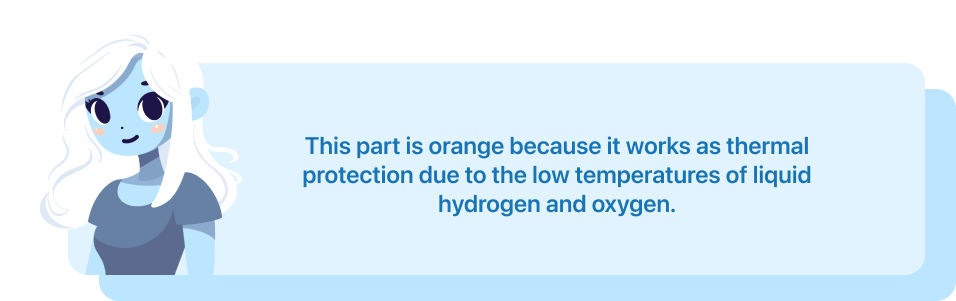 This part is orange because it works as thermal
protection due to the low temperatures of liquid
hydrogen and oxygen.